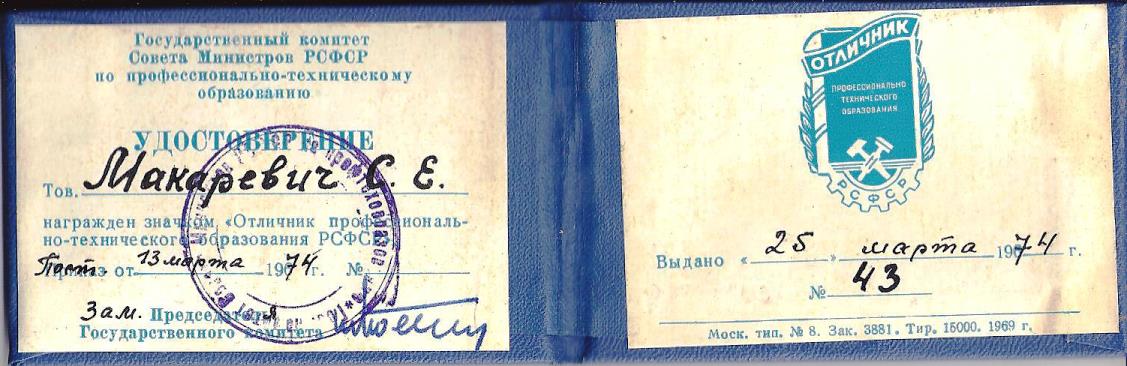 Государственный комитет
Совета Министров РСФСР
по профессионально-техническому
образованию
УДОСТОВЕРЕНИЕ
Тов. Макаревич С. Е.
награжден значком «Отличник профессиональ-
но-технического образования РСФСР»
Пост. Приказ от 13 марта 1974 г. №
Зам. Председателя
Государственного комитета
ОТЛИЧНИК
ПРОФЕССИОНАЛЬНО
ТЕХНИЧЕСКОГО
ОБРАЗОВАНИЯ
РСФСР
Выдано «25» марта 1974 г.
№ 43
Моск. тип. № 8. Зак. 3881. Тир. 15000. 1969 г.